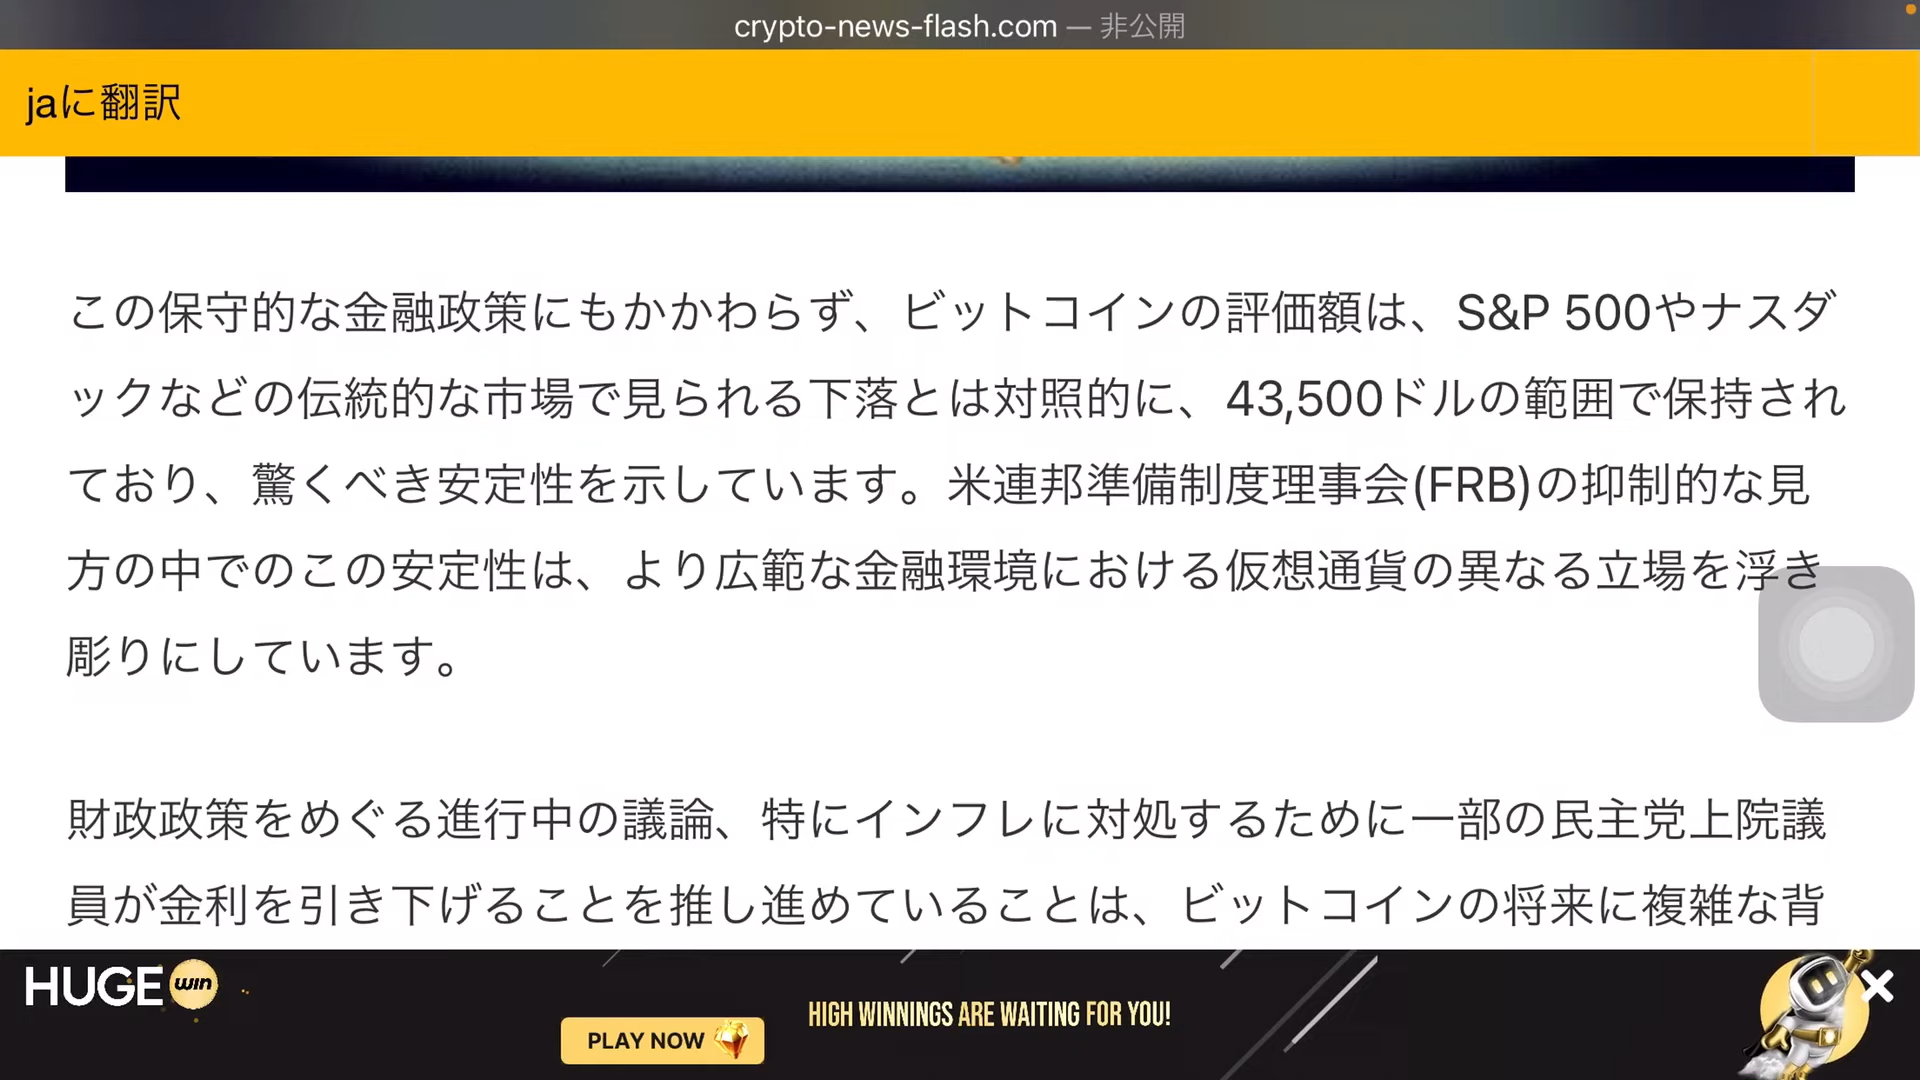 crypto-news-flash.com — 非公開
jaに翻訳
この保守的な金融政策にもかかわらず、ビットコインの評価額は、S&P 500やナスダ
ックなどの伝統的な市場で見られる下落とは対照的に、43,500ドルの範囲で保持され
ており、驚くべき安定性を示しています。米連邦準備制度理事会(FRB)の抑制的な見
方の中でのこの安定性は、より広範な金融環境における仮想通貨の異なる立場を浮き
彫りにしています。
財政政策をめぐる進行中の議論、特にインフレに対処するために一部の民主党上院議
員が金利を引き下げることを推し進めていることは、ビットコインの将来に複雑な背
HUGE win
HIGH WINNINGS ARE WAITING FOR YOU!
PLAY NOW